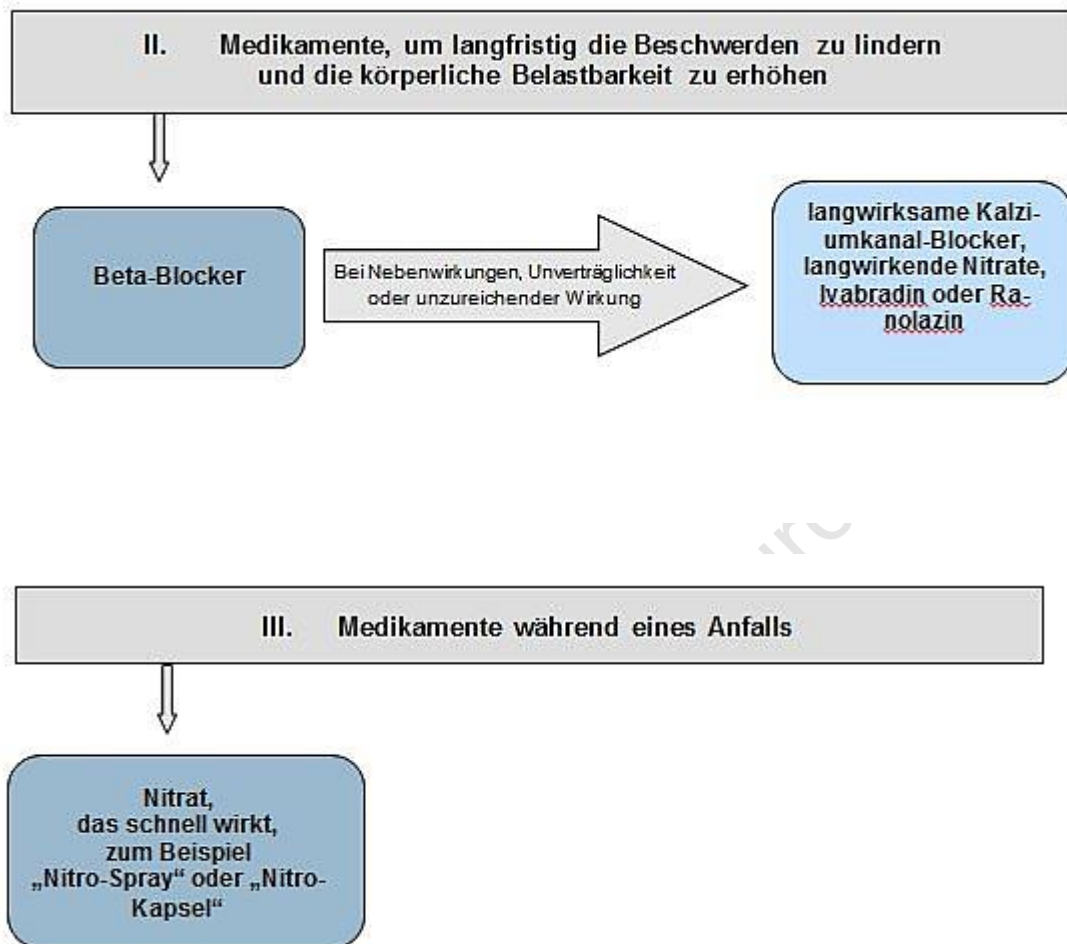 II. Medikamente, um langfristig die Beschwerden zu lindern
und die körperliche Belastbarkeit zu erhöhen
Beta-Blocker
Bei Nebenwirkungen, Unverträglichkeit
oder unzureichender Wirkung
langwirksame Kalzi-
umkanal-Blocker,
langwirkende Nitrate,
Ivabradin oder Ra-
nolazin
III. Medikamente während eines Anfalls
Nitrat,
das schnell wirkt,
zum Beispiel
„Nitro-Spray“ oder „Nitro-
Kapsel“